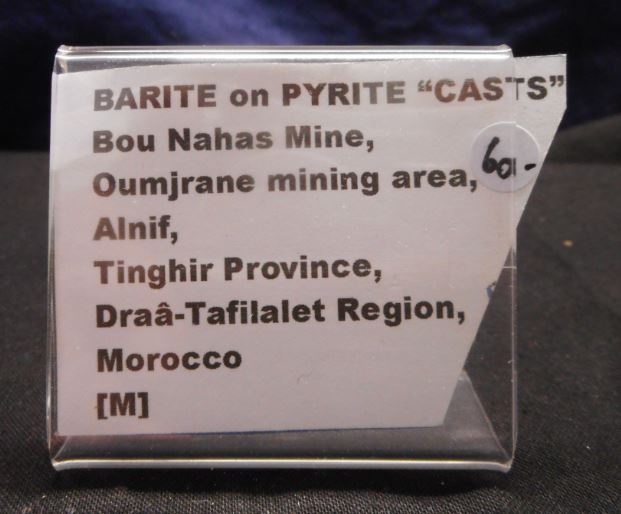 BARITE on PYRITE “CASTS”
Bou Nahas Mine,
Oumjrane mining area,
60,-
Alnif,
Tinghir Province,
Draâ-Tafilalet Region,
Morocco
[M]